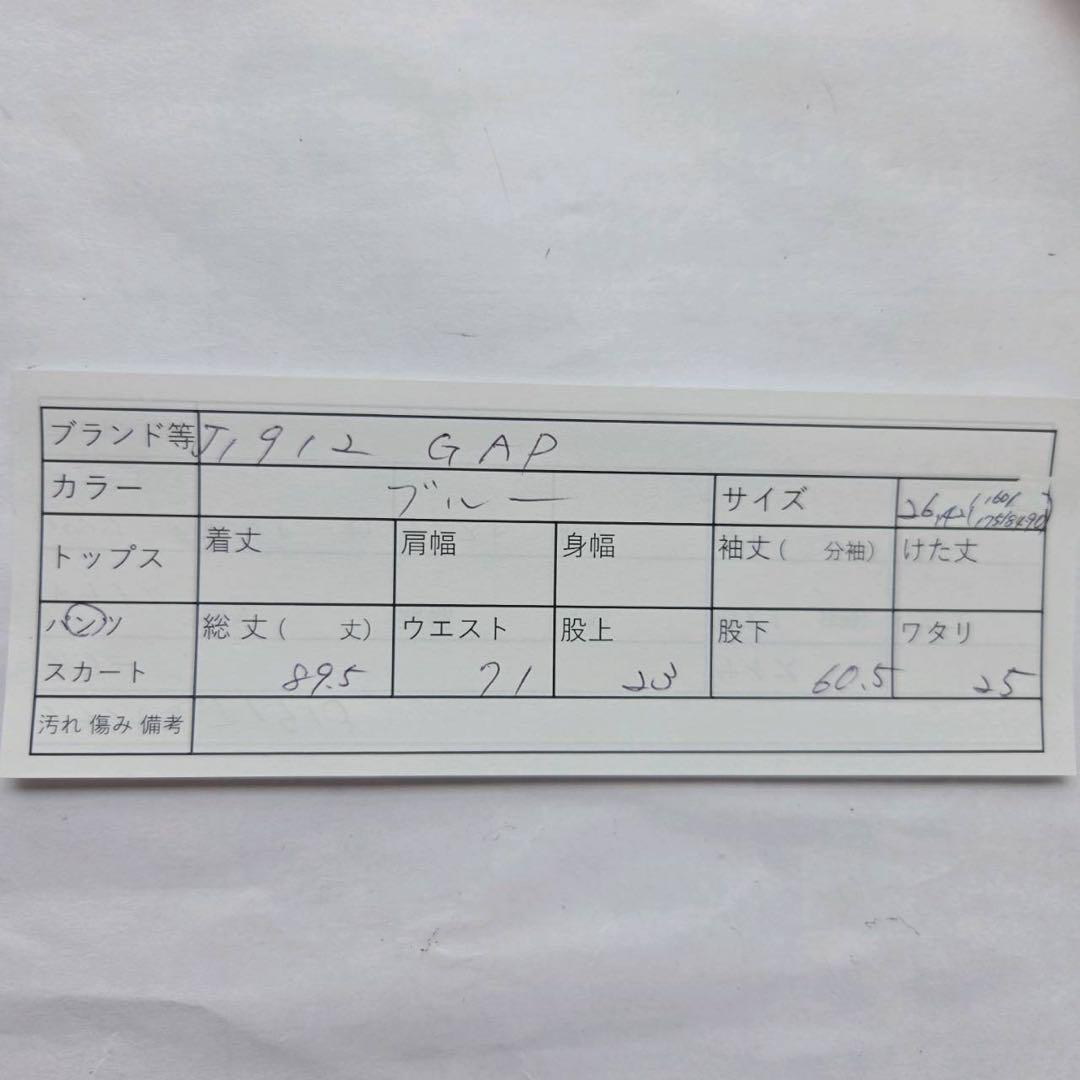 ブランド等 J1912 GAP
カラー ブルー サイズ 26,
トップス 着丈 肩幅 身幅 袖丈( 分袖) けた丈
パンツ 総丈( 丈) ウエスト 股上 股下 ワタリ
スカート 89.5 71 23 60.5 25
汚れ 傷み 備考